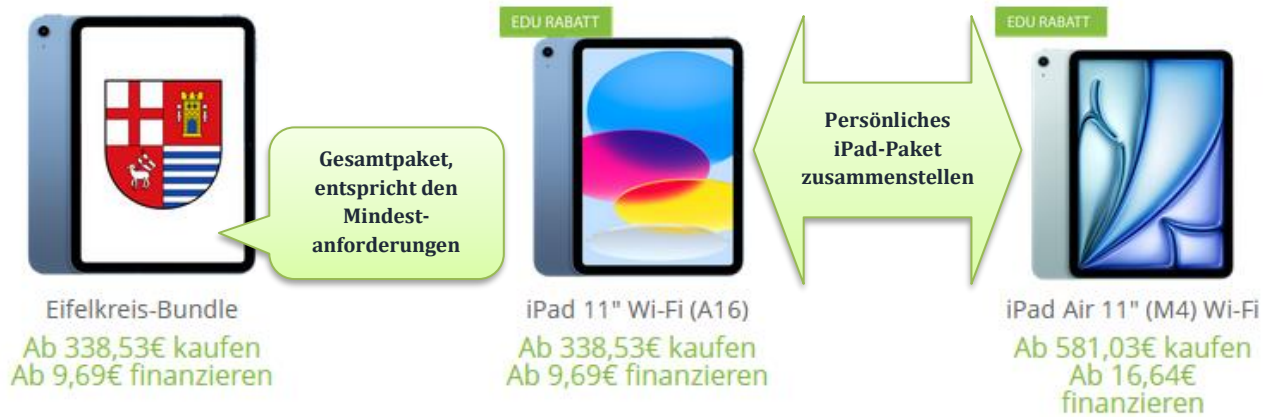 EDU RABATT
EDU RABATT
Gesamtpaket,
entspricht den
Mindest-
anforderungen
Persönliches
iPad-Paket
zusammenstellen
Eifelkreis-Bundle
Ab 338,53€ kaufen
Ab 9,69€ finanzieren
iPad 11" Wi-Fi (A16)
Ab 338,53€ kaufen
Ab 9,69€ finanzieren
iPad Air 11" (M4) Wi-Fi
Ab 581,03€ kaufen
Ab 16,64€
finanzieren